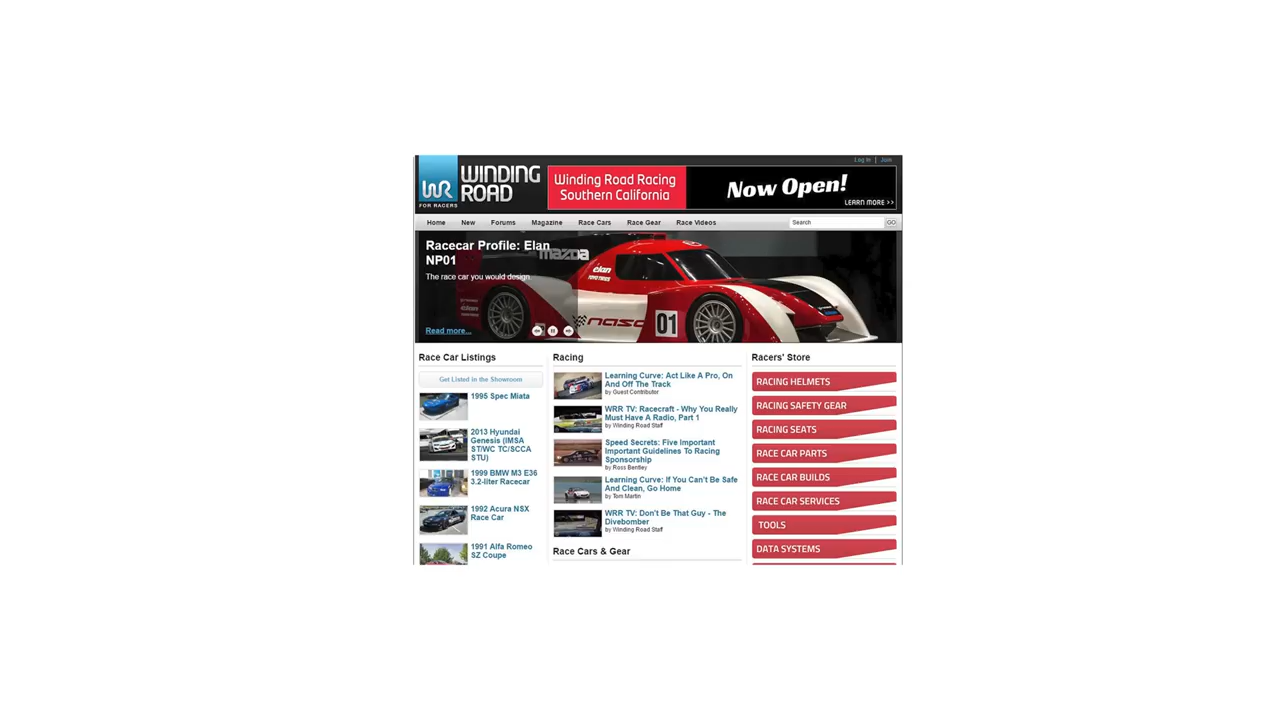 Log In | Join
WR
FOR RACERS
WINDING
ROAD
Winding Road Racing
Southern California
Now Open!
LEARN MORE >>
Home New Forums Magazine Race Cars Race Gear Race Videos
Search GO
Racecar Profile: Elan
NP01
The race car you would design.
Read more...
mazda
élan
nasa
01
Race Car Listings
Get Listed in the Showroom
1995 Spec Miata
2013 Hyundai
Genesis (IMSA
ST/WC TC/SCCA
STU)
1999 BMW M3 E36
3.2-liter Racecar
1992 Acura NSX
Race Car
1991 Alfa Romeo
SZ Coupe
Racing
Learning Curve: Act Like A Pro, On
And Off The Track
by Guest Contributor
WRR TV: Racecraft - Why You Really
Must Have A Radio, Part 1
by Winding Road Staff
Speed Secrets: Five Important
Important Guidelines To Racing
Sponsorship
by Ross Bentley
Learning Curve: If You Can't Be Safe
And Clean, Go Home
by Tom Martin
WRR TV: Don't Be That Guy - The
Divebomber
by Winding Road Staff
Race Cars & Gear
Racers' Store
RACING HELMETS
RACING SAFETY GEAR
RACING SEATS
RACE CAR PARTS
RACE CAR BUILDS
RACE CAR SERVICES
TOOLS
DATA SYSTEMS